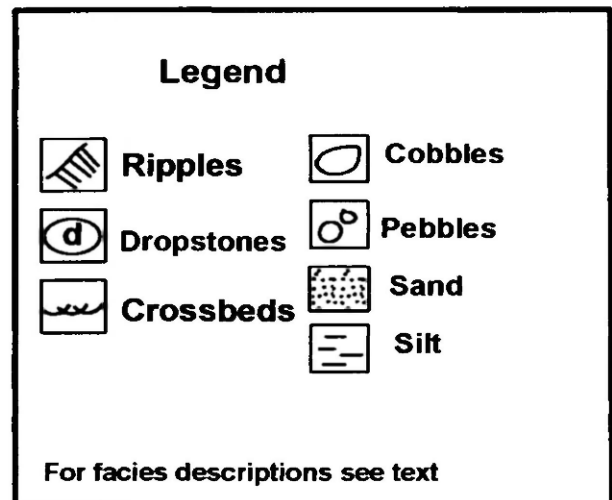 Legend
Ripples
d
Dropstones
Crossbeds
Cobbles
Pebbles
Sand
Silt
For facies descriptions see text